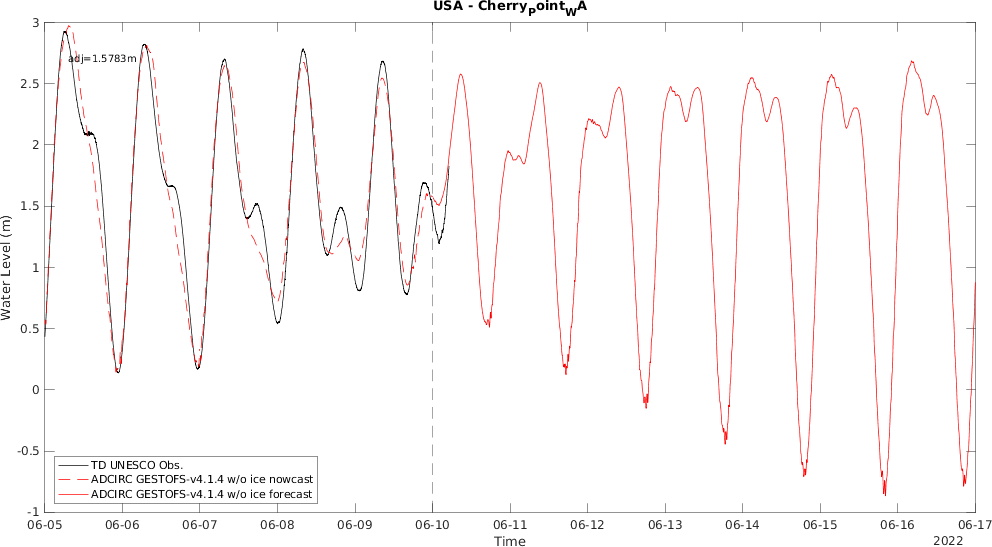 USA - CherryPointWA
3
2.5
2
1.5
1
0.5
0
-0.5
-1
Water Level (m)
adj=1.5783m
TD UNESCO Obs.
ADCIRC GESTOFS-v4.1.4 w/o ice nowcast
ADCIRC GESTOFS-v4.1.4 w/o ice forecast
06-05 06-06 06-07 06-08 06-09 06-10 06-11 06-12 06-13 06-14 06-15 06-16 06-17
Time
2022